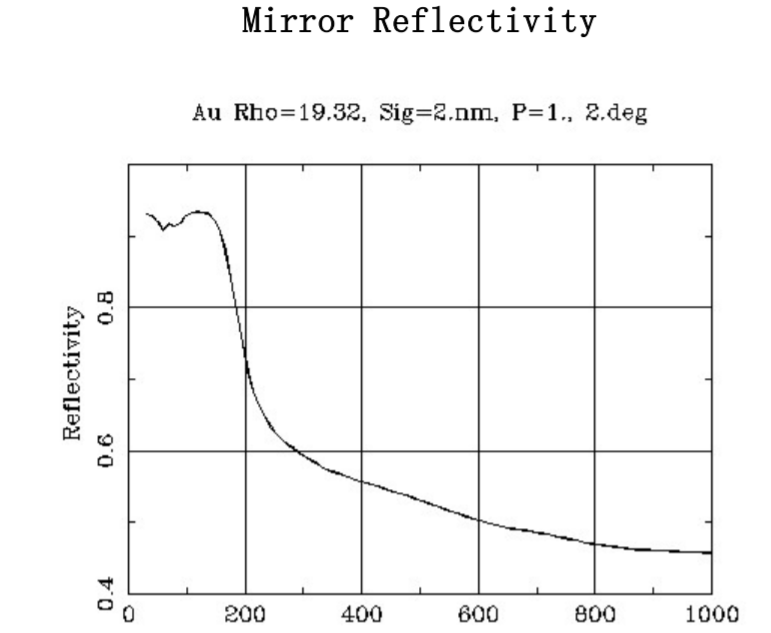 Mirror Reflectivity
Au Rho=19.32, Sig=2.nm, P=1., 2.deg
Reflectivity
0.8
0.6
0.4
0 200 400 600 800 1000